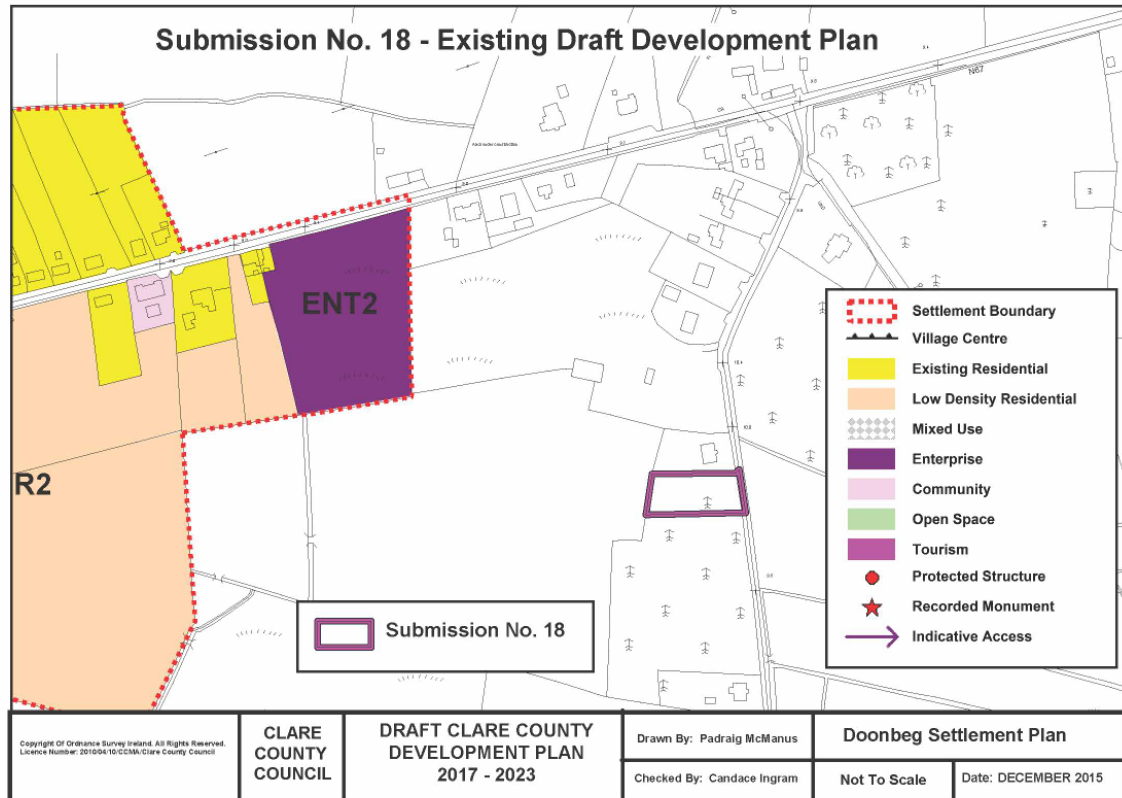 Submission No. 18 - Existing Draft Development Plan
N67
ENT2
R2
Settlement Boundary
Village Centre
Existing Residential
Low Density Residential
Mixed Use
Enterprise
Community
Open Space
Tourism
Protected Structure
Recorded Monument
Indicative Access
Submission No. 18
Copyright Of Ordnance Survey Ireland. All Rights Reserved.
Licence Number: 2010/04/10/CCMA/Clare County Council
CLARE
COUNTY
COUNCIL
DRAFT CLARE COUNTY
DEVELOPMENT PLAN
2017 - 2023
Drawn By: Padraig McManus
Checked By: Candace Ingram
Doonbeg Settlement Plan
Not To Scale
Date: DECEMBER 2015